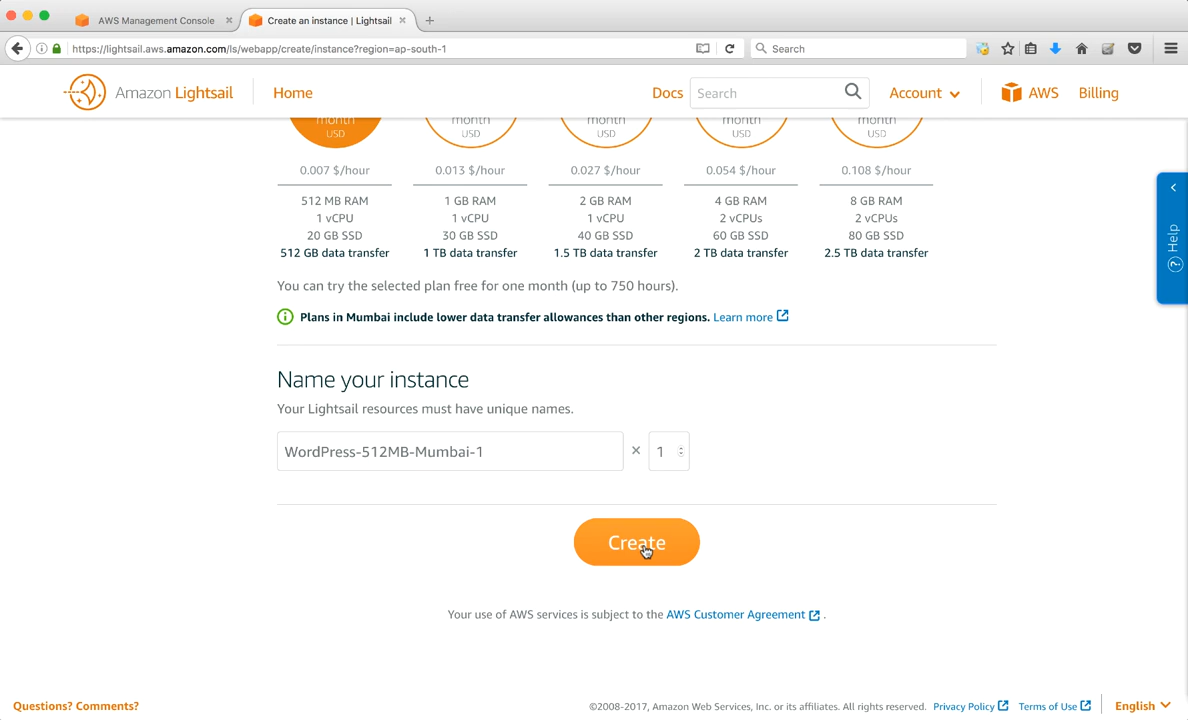 AWS Management Console
Create an instance | Lightsail
https://lightsail.aws.amazon.com/ls/webapp/create/instance?region=ap-south-1
Search
Amazon Lightsail
Home
Docs
Search
Account
AWS
Billing
month month month month month
USD USD USD USD USD
0.007 $/hour 0.013 $/hour 0.027 $/hour 0.054 $/hour 0.108 $/hour
512 MB RAM 1 GB RAM 2 GB RAM 4 GB RAM 8 GB RAM
1 vCPU 1 vCPU 1 vCPU 2 vCPUs 2 vCPUs
20 GB SSD 30 GB SSD 40 GB SSD 60 GB SSD 80 GB SSD
512 GB data transfer 1 TB data transfer 1.5 TB data transfer 2 TB data transfer 2.5 TB data transfer
? Help
You can try the selected plan free for one month (up to 750 hours).
Plans in Mumbai include lower data transfer allowances than other regions. Learn more
Name your instance
Your Lightsail resources must have unique names.
WordPress-512MB-Mumbai-1 × 1
Create
Your use of AWS services is subject to the AWS Customer Agreement .
Questions? Comments?
©2008-2017, Amazon Web Services, Inc. or its affiliates. All rights reserved. Privacy Policy Terms of Use English